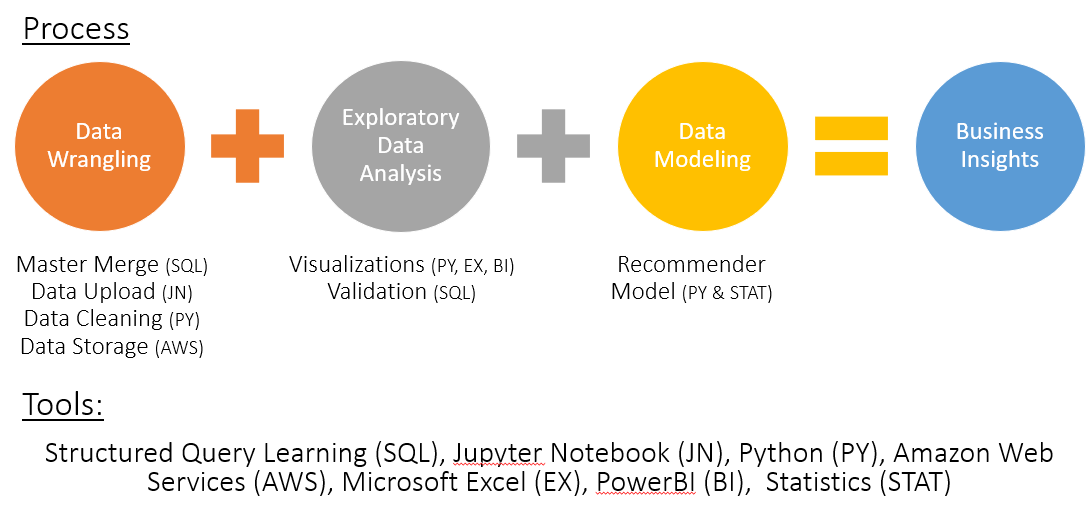 Process
Data
Wrangling
Exploratory
Data
Analysis
Data
Modeling
Business
Insights
Master Merge (SQL)
Data Upload (JN)
Data Cleaning (PY)
Data Storage (AWS)
Visualizations (PY, EX, BI)
Validation (SQL)
Recommender
Model (PY & STAT)
Tools:
Structured Query Learning (SQL), Jupyter Notebook (JN), Python (PY), Amazon Web
Services (AWS), Microsoft Excel (EX), PowerBI (BI),  Statistics (STAT)